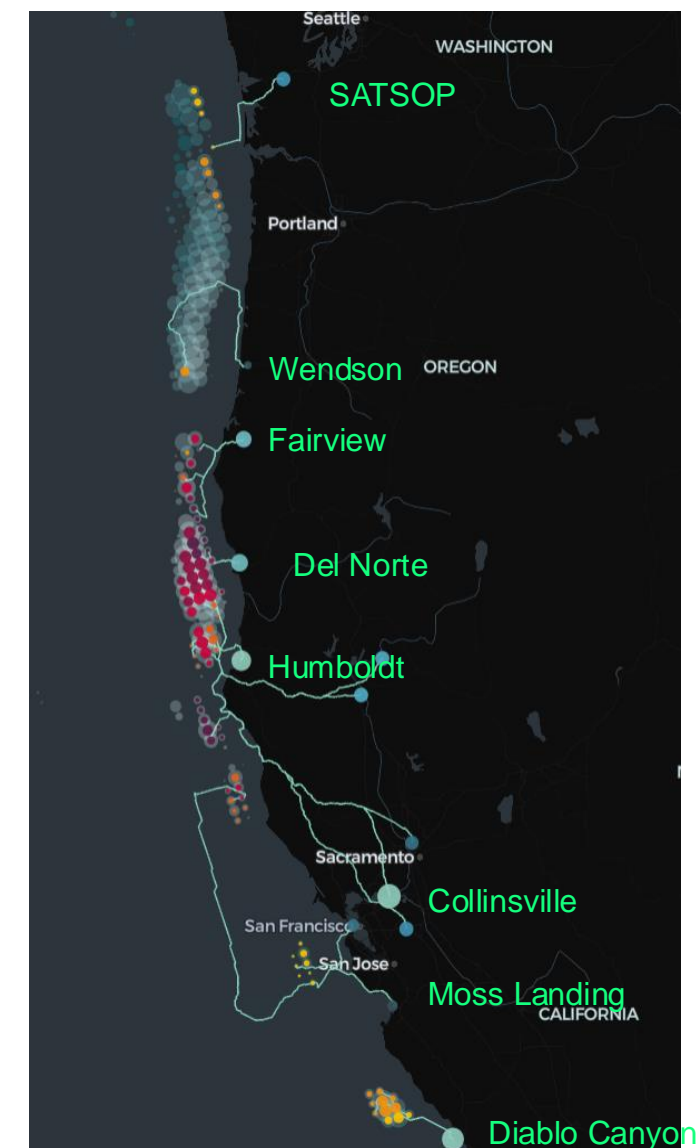 Seattle
WASHINGTON
SATSOP
Portland
Wendson
OREGON
Fairview
Del Norte
Humboldt
Sacramento
Collinsville
San Francisc
San Jose
Moss Landing
CALIFORNIA
Diablo Canyon